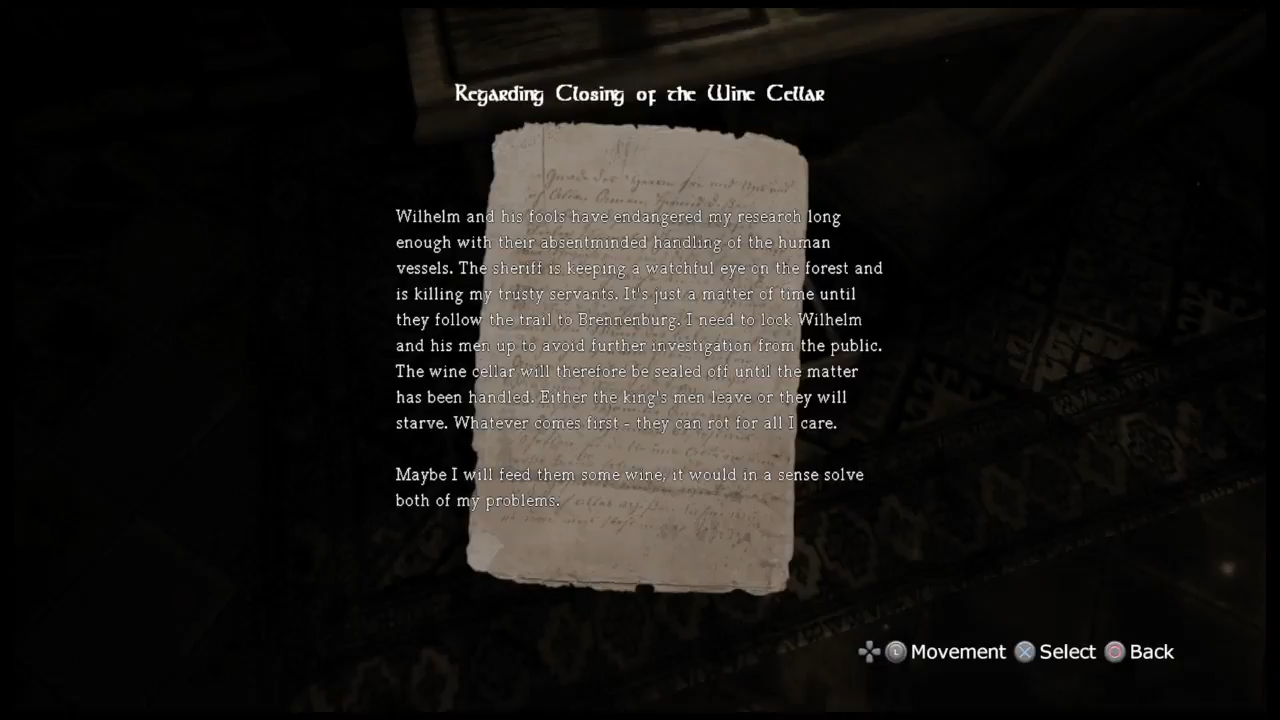 Regarding Closing of the Wine Cellar
Wilhelm and his fools have endangered my research long
enough with their absentminded handling of the human
vessels. The sheriff is keeping a watchful eye on the forest and
is killing my trusty servants. It's just a matter of time until
they follow the trail to Brennenburg. I need to lock Wilhelm
and his men up to avoid further investigation from the public.
The wine cellar will therefore be sealed off until the matter
has been handled. Either the king's men leave or they will
starve. Whatever comes first - they can rot for all I care.
Maybe I will feed them some wine, it would in a sense solve
both of my problems.
L Movement Select Back